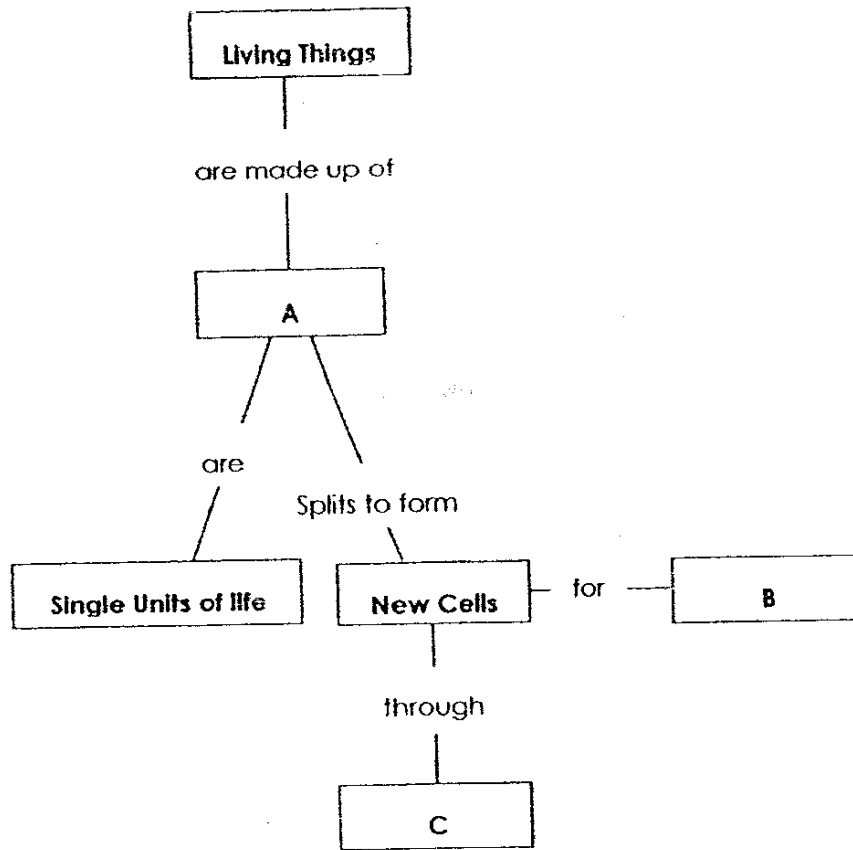 Living Things
are made up of
A
are
Splits to form
Single Units of life
New Cells
for
B
through
C